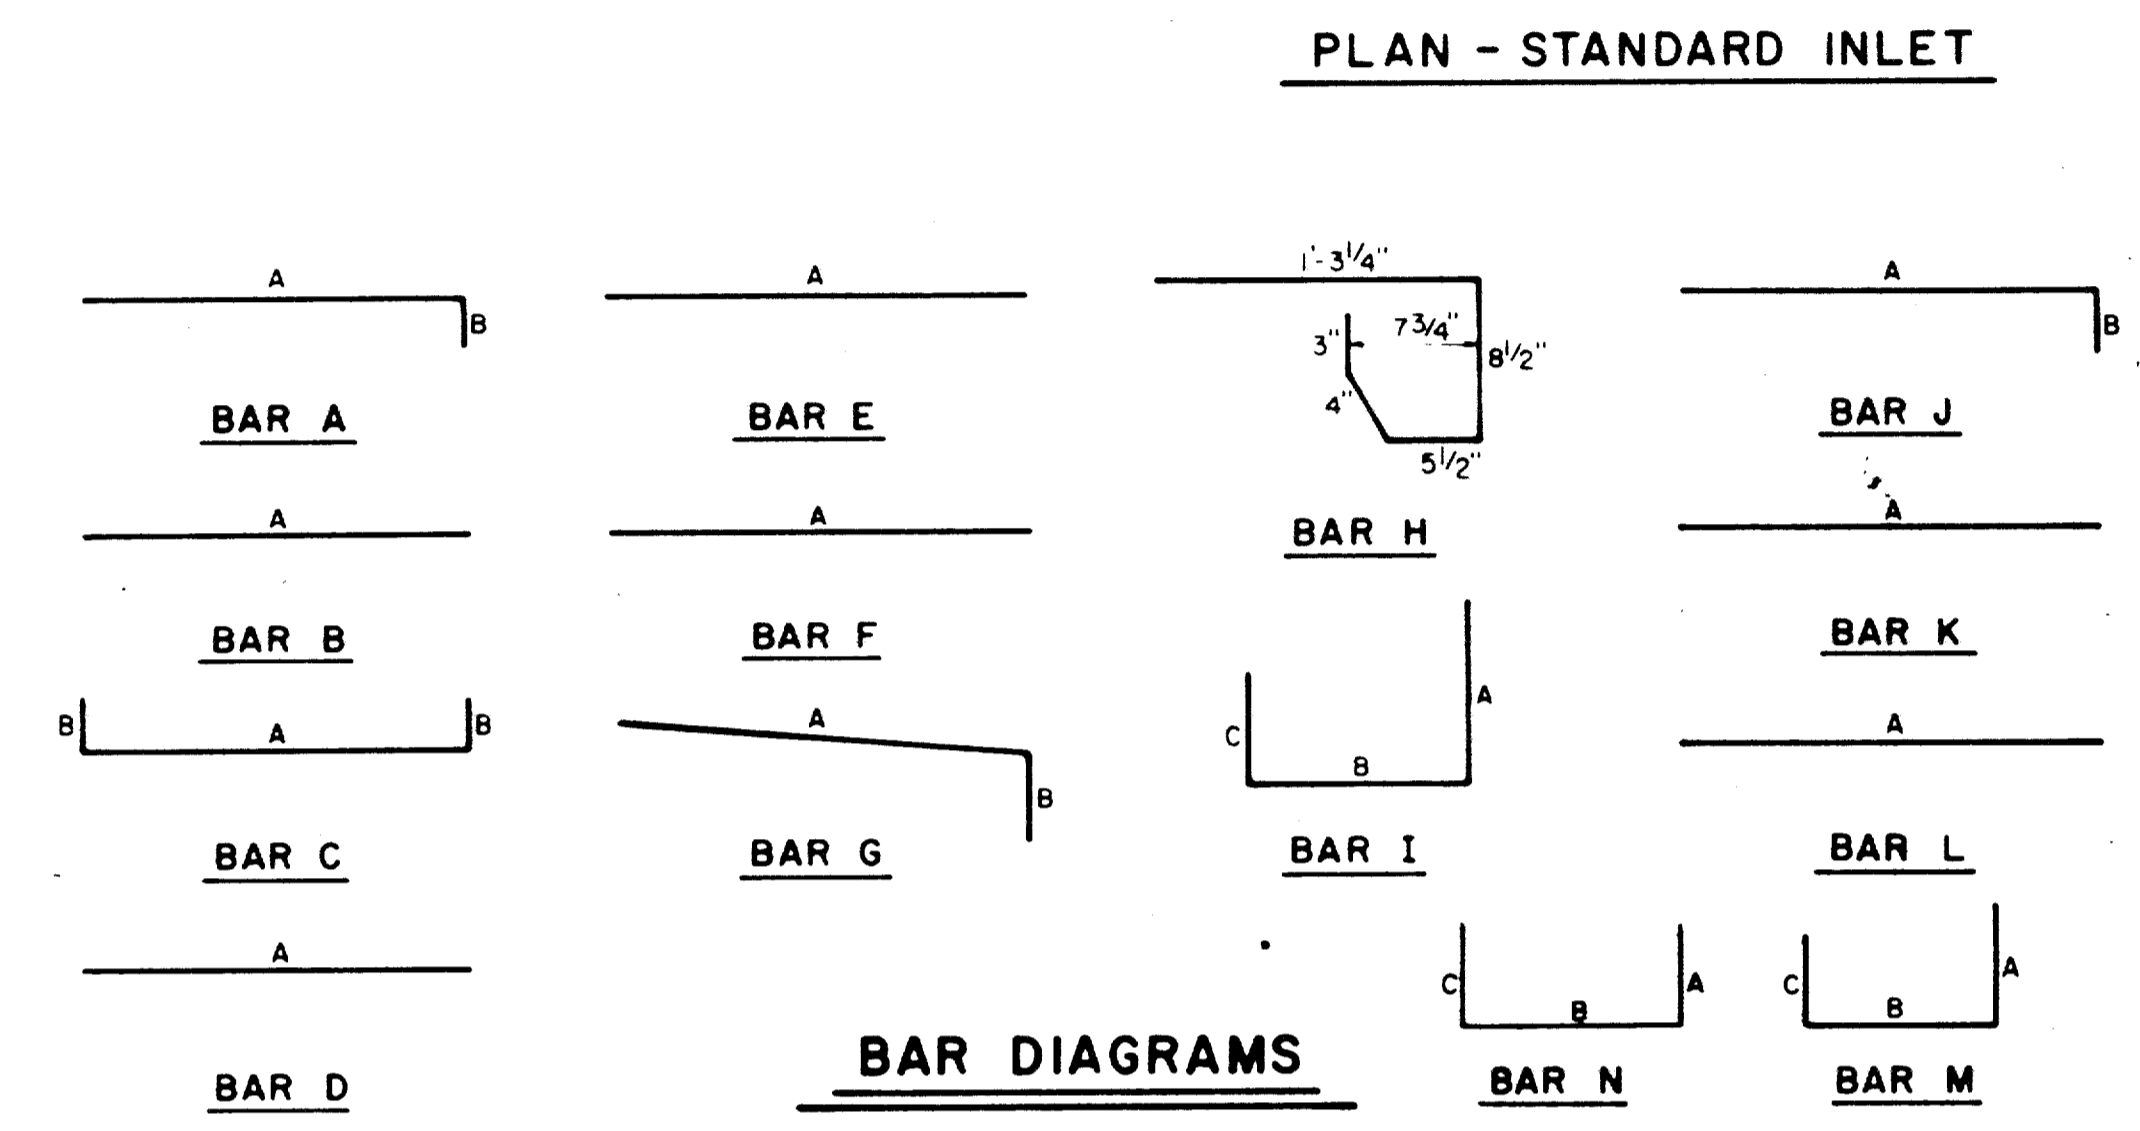 PLAN - STANDARD INLET
A
B
BAR A
A
BAR B
B
A
B
BAR C
A
BAR D
A
BAR E
A
BAR F
A
B
BAR G
1'-3 1/4"
3"
7 3/4"
8 1/2"
4"
5 1/2"
BAR H
C
B
A
BAR I
A
B
BAR J
A
BAR K
A
BAR L
C
B
A
BAR N
C
B
A
BAR M
BAR DIAGRAMS